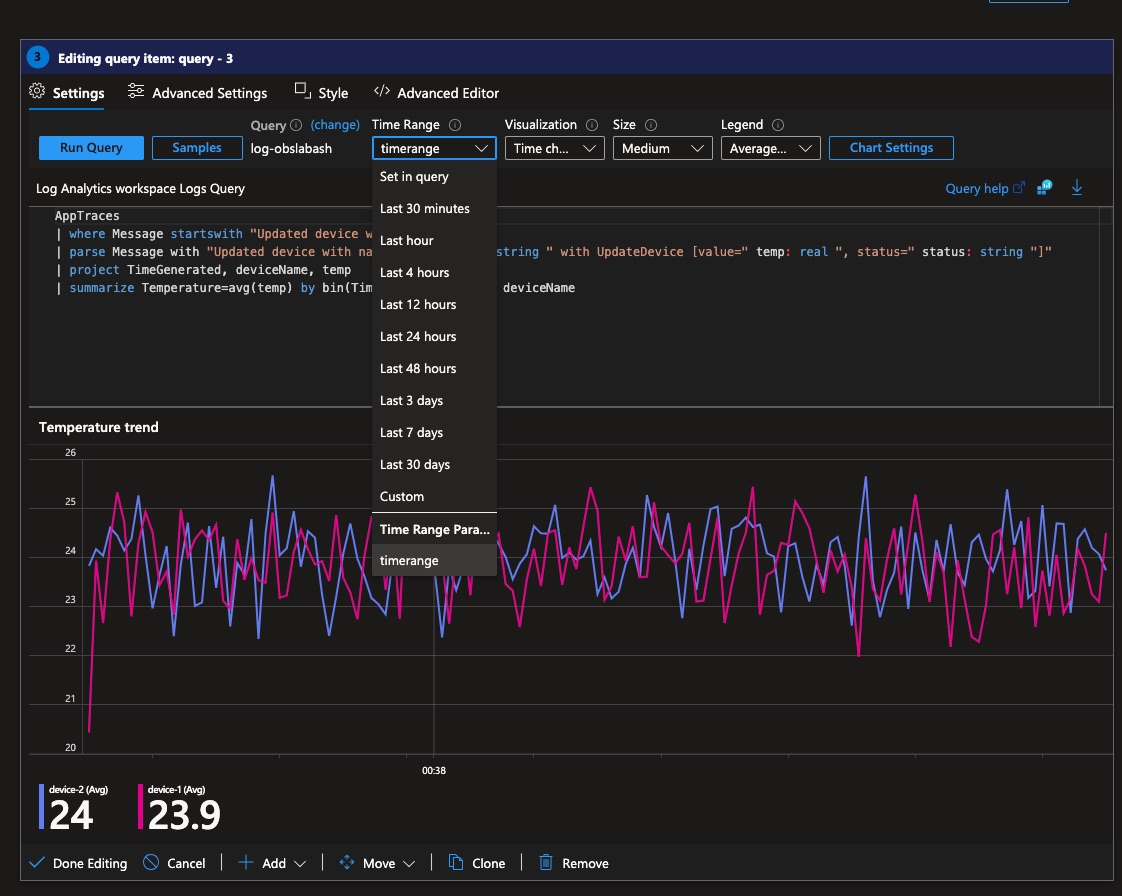 3 Editing query item: query - 3
Settings Advanced Settings Style </> Advanced Editor
Query (change) Time Range Visualization Size Legend
Run Query Samples log-obslabash timerange Time ch... Medium Average... Chart Settings
Set in query
Last 30 minutes
Last hour
Last 4 hours
Last 12 hours
Last 24 hours
Last 48 hours
Last 3 days
Last 7 days
Last 30 days
Custom
Time Range Para...
timerange
Log Analytics workspace Logs Query Query help
AppTraces
| where Message startswith "Updated device
| parse Message with "Updated device with string " with UpdateDevice [value=" temp: real ", status=" status: string "]"
| project TimeGenerated, deviceName, temp
| summarize Temperature=avg(temp) by deviceName
Temperature trend
26
25
24
23
22
21
20
00:38
device-2 (Avg) device-1 (Avg)
24 23.9
Done Editing Cancel Add Move Clone Remove